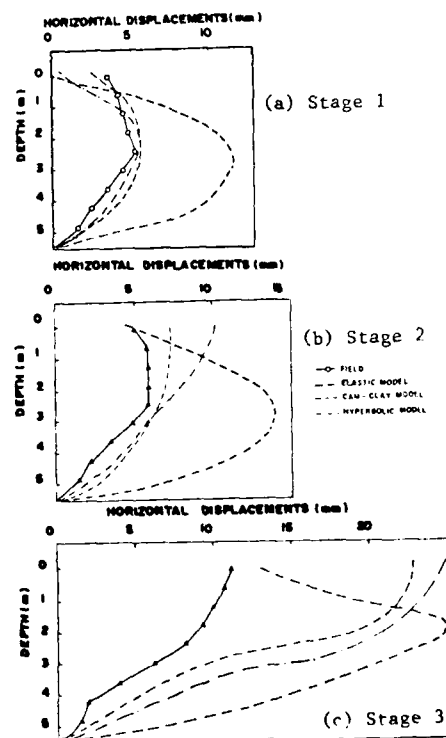 HORIZONTAL DISPLACEMENTS (mm)
0 5 10
0
1
2
3
4
5
DEPTH (m)
(a) Stage 1
HORIZONTAL DISPLACEMENTS (mm)
0 5 10 15
0
1
2
3
4
5
DEPTH (m)
(b) Stage 2
FIELD
ELASTIC MODEL
CAM-CLAY MODEL
HYPERBOLIC MODEL
HORIZONTAL DISPLACEMENTS (mm)
0 5 10 15 20
0
1
2
3
4
5
DEPTH (m)
(c) Stage 3